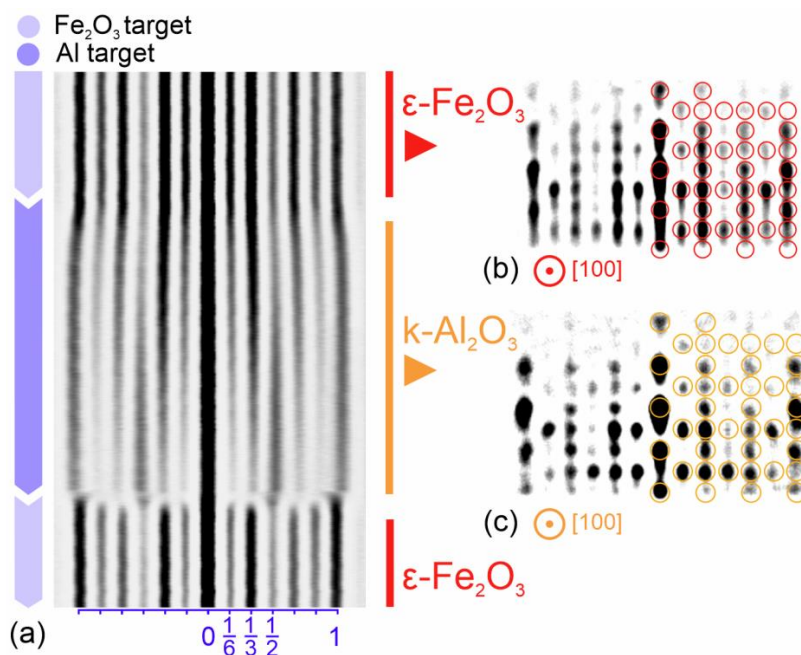 Fe₂O₃ target
Al target
ε-Fe₂O₃
k-Al₂O₃
ε-Fe₂O₃
(a)
0 1/6 1/3 1/2 1
(b)
[100]
(c)
[100]